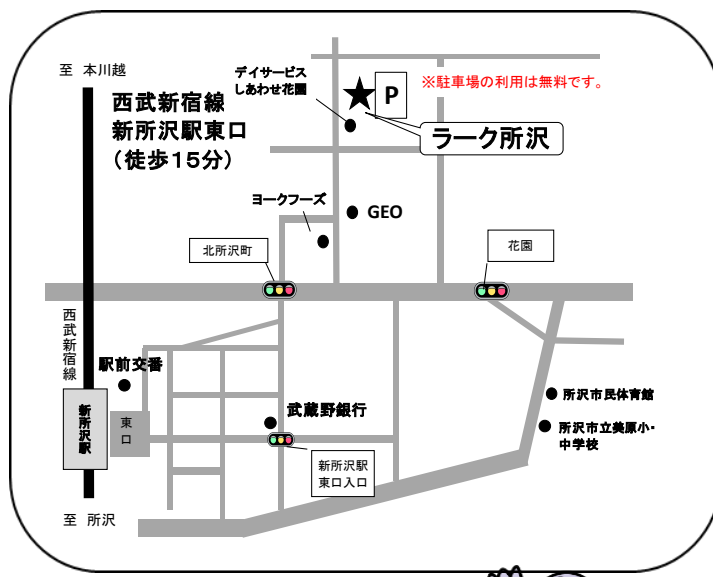 至 本川越
西武新宿線
新所沢駅東口
(徒歩15分)
デイサービス
しあわせ花園
P
※駐車場の利用は無料です。
ラーク所沢
ヨークフーズ
GEO
北所沢町
花園
西武新宿線
駅前交番
新所沢駅
東口
武蔵野銀行
新所沢駅
東口入口
所沢市民体育館
所沢市立美原小・
中学校
至 所沢